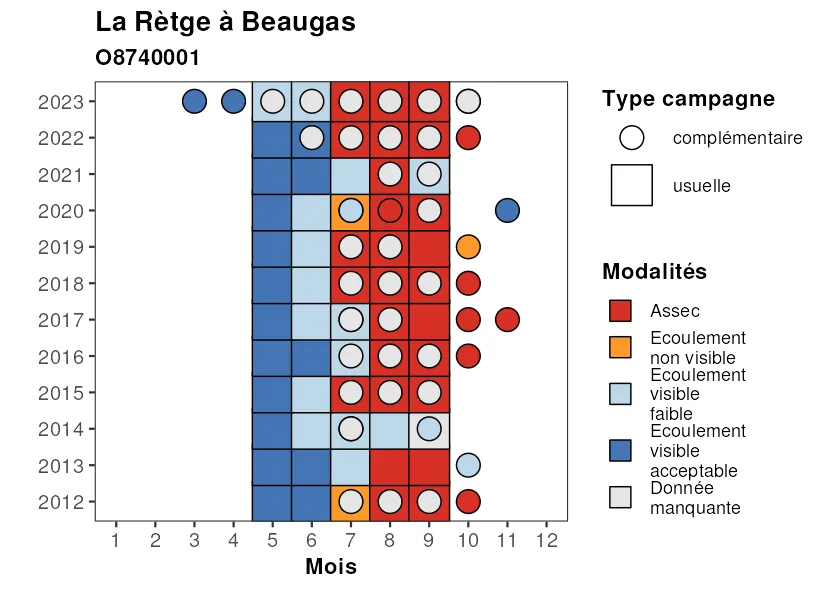 La Rètge à Beaugas
O8740001
2023
2022
2021
2020
2019
2018
2017
2016
2015
2014
2013
2012
1 2 3 4 5 6 7 8 9 10 11 12
Mois
Type campagne
complémentaire
usuelle
Modalités
Assec
Ecoulement
non visible
Ecoulement
visible
faible
Ecoulement
visible
acceptable
Donnée
manquante